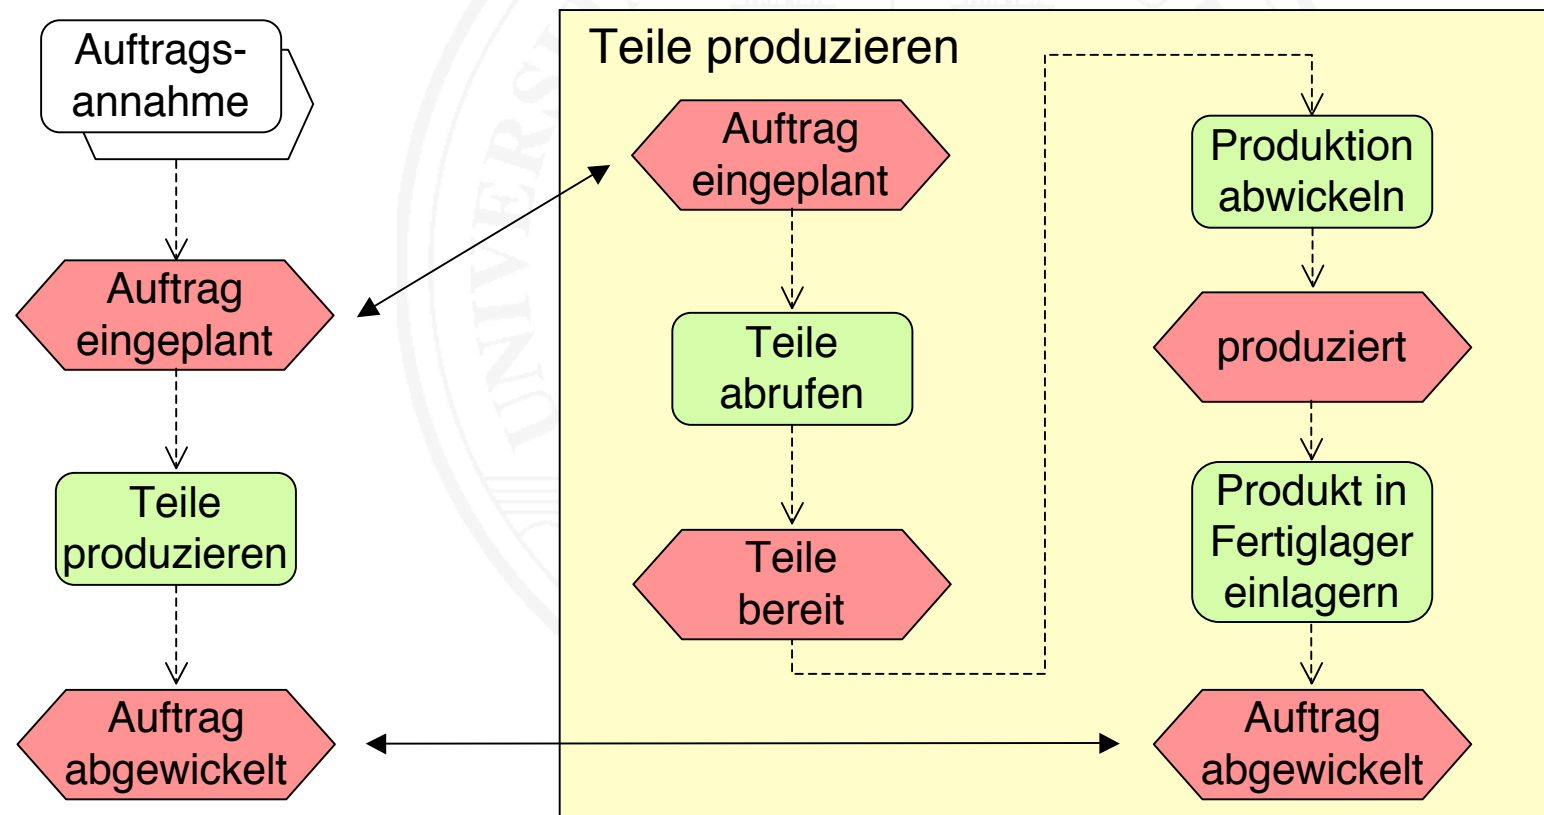 Auftrags-
annahme
Auftrag
eingeplant
Teile
produzieren
Auftrag
abgewickelt
Teile produzieren
Auftrag
eingeplant
Teile
abrufen
Teile
bereit
Produktion
abwickeln
produziert
Produkt in
Fertiglager
einlagern
Auftrag
abgewickelt